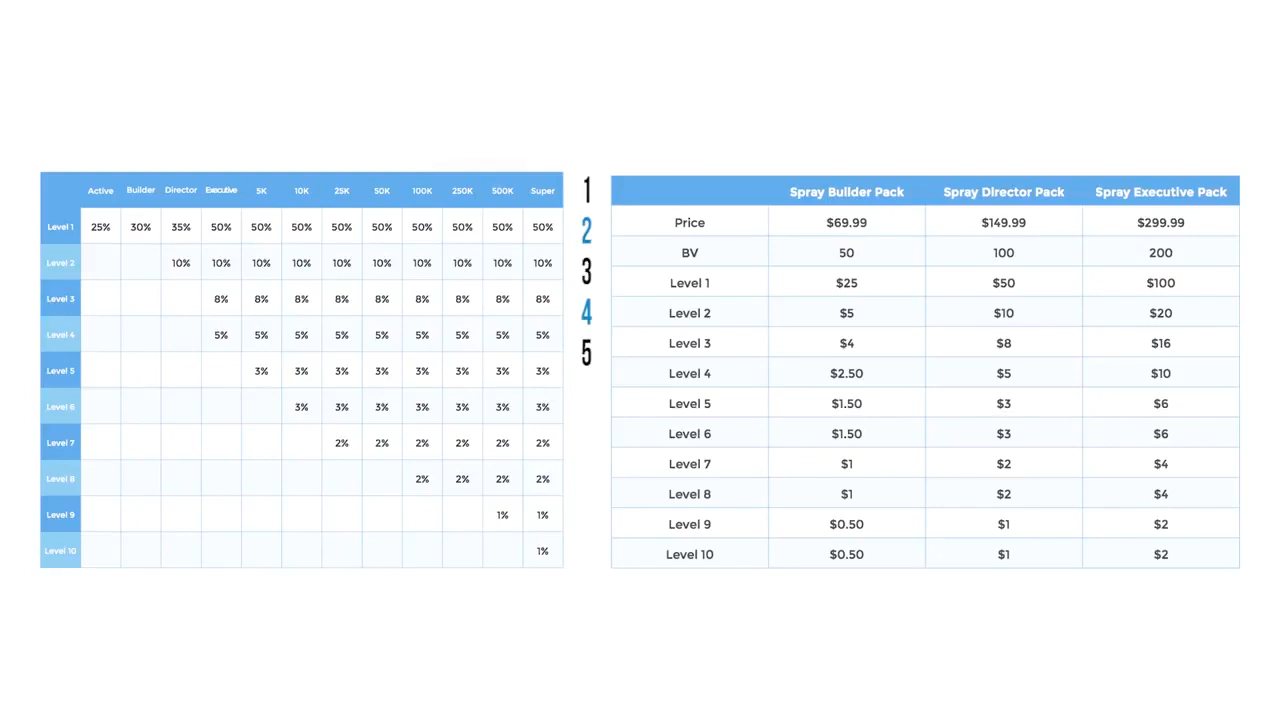 Active Builder Director Executive 5K 10K 25K 50K 100K 250K 500K Super
Level 1 25% 30% 35% 50% 50% 50% 50% 50% 50% 50% 50% 50%
Level 2 10% 10% 10% 10% 10% 10% 10% 10% 10% 10%
Level 3 8% 8% 8% 8% 8% 8% 8% 8% 8%
Level 4 5% 5% 5% 5% 5% 5% 5% 5% 5%
Level 5 3% 3% 3% 3% 3% 3% 3% 3%
Level 6 3% 3% 3% 3% 3% 3% 3%
Level 7 2% 2% 2% 2% 2% 2%
Level 8 2% 2% 2% 2%
Level 9 1% 1%
Level 10 1%
1
2
3
4
5
Spray Builder Pack Spray Director Pack Spray Executive Pack
Price $69.99 $149.99 $299.99
BV 50 100 200
Level 1 $25 $50 $100
Level 2 $5 $10 $20
Level 3 $4 $8 $16
Level 4 $2.50 $5 $10
Level 5 $1.50 $3 $6
Level 6 $1.50 $3 $6
Level 7 $1 $2 $4
Level 8 $1 $2 $4
Level 9 $0.50 $1 $2
Level 10 $0.50 $1 $2